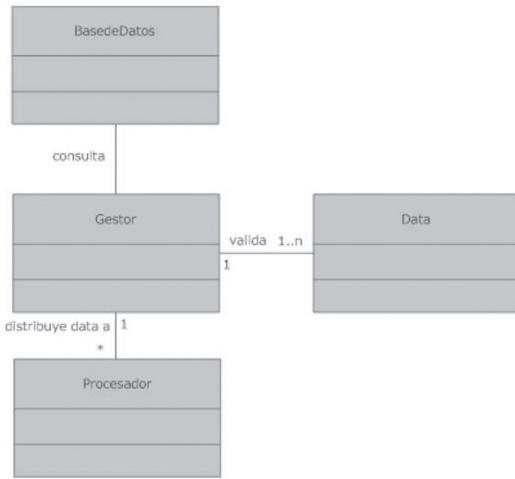 BasedeDatos
consulta
Gestor
valida 1..n
Data
1
distribuye data a 1
*
Procesador